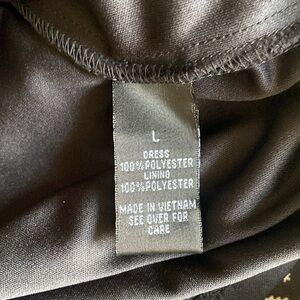 L
DRESS
100%POLYESTER
LINING
100%POLYESTER
MADE IN VIETNAM
SEE OVER FOR
CARE